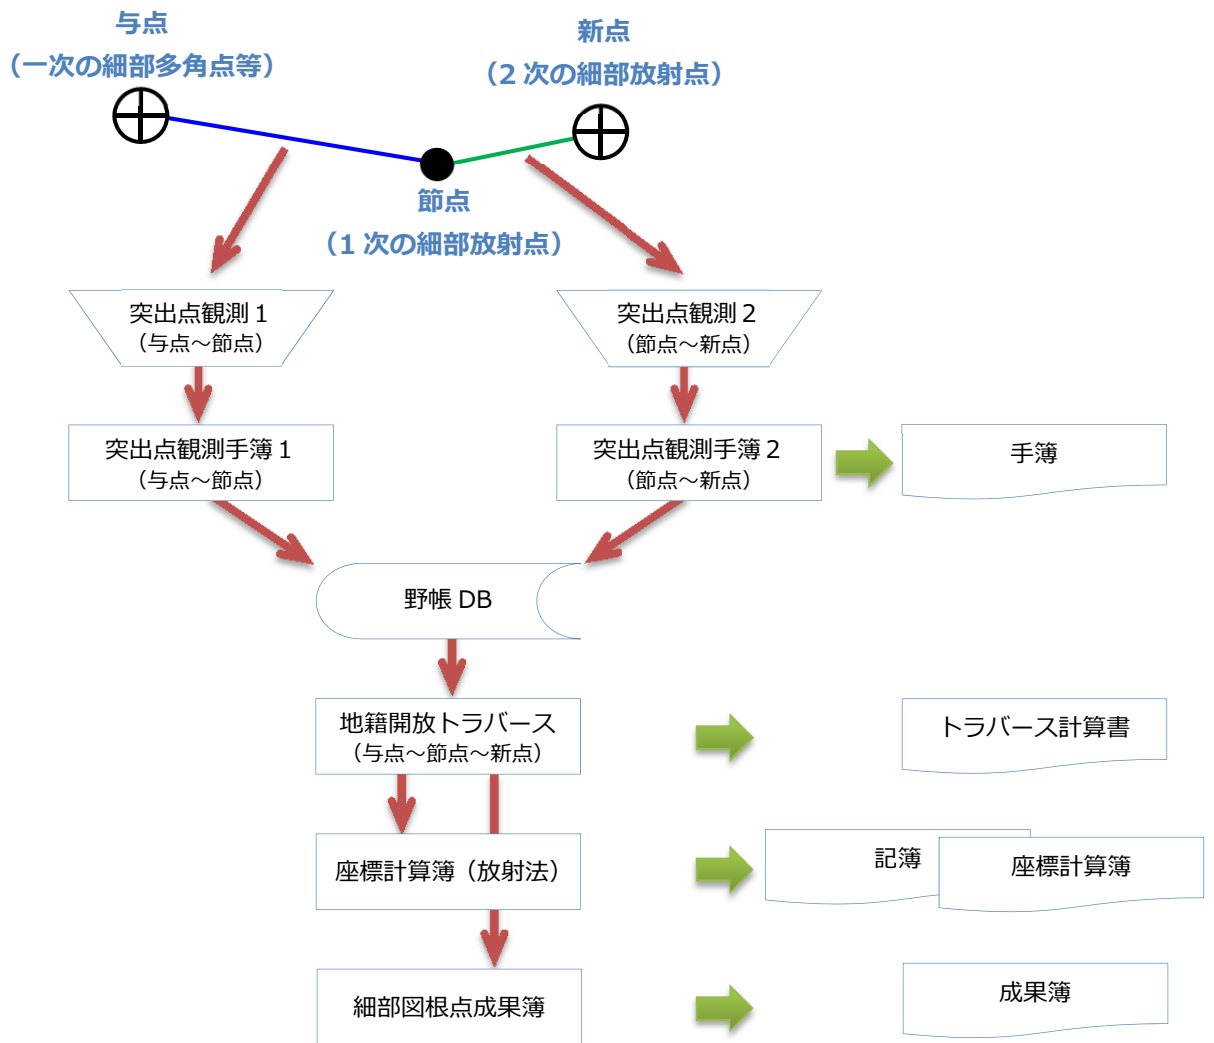 与点
（一次の細部多角点等）
新点
（2 次の細部放射点）
節点
（1 次の細部放射点）
突出点観測１
（与点～節点）
突出点観測２
（節点～新点）
突出点観測手簿１
（与点～節点）
突出点観測手簿２
（節点～新点）
手簿
野帳 DB
地籍開放トラバース
（与点～節点～新点）
トラバース計算書
座標計算簿（放射法）
記簿
座標計算簿
細部図根点成果簿
成果簿